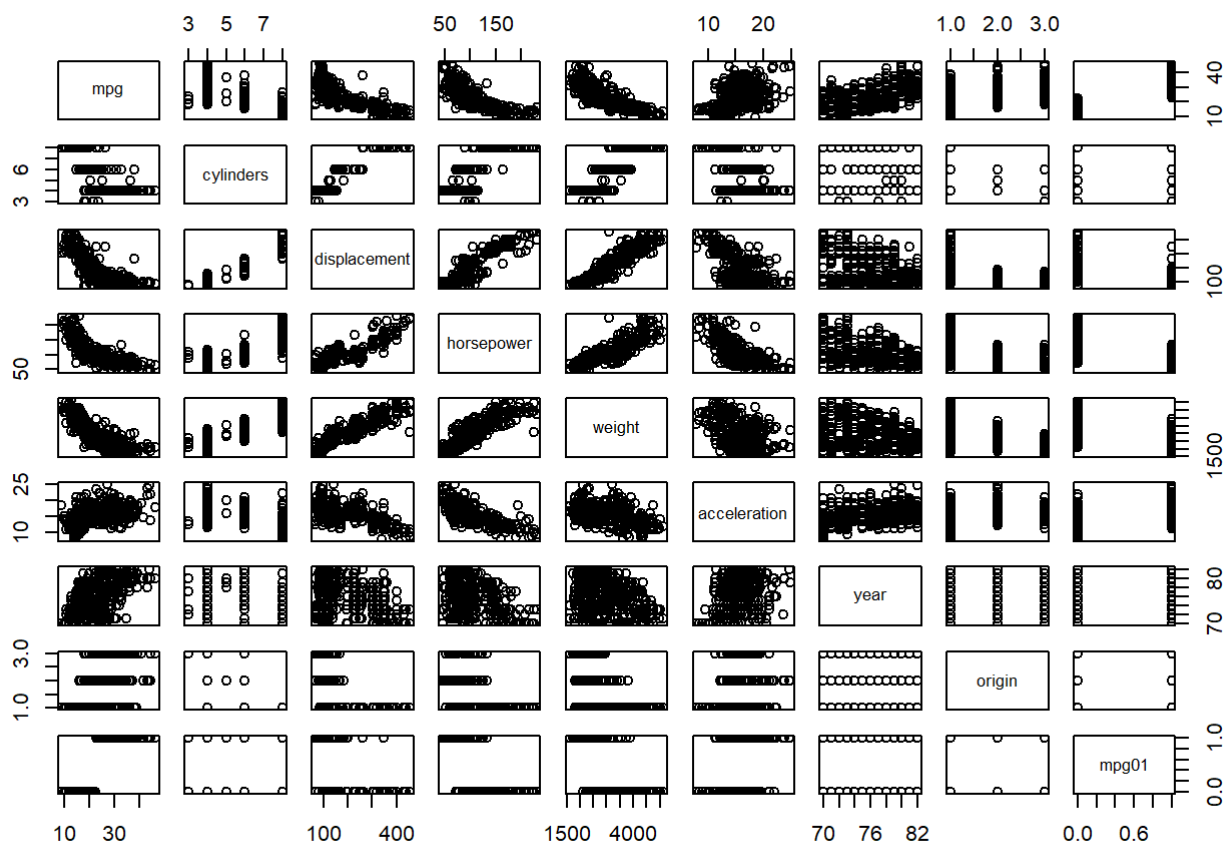 3 5 7 50 150 10 20 1.0 2.0 3.0
mpg 10 40
3 6 cylinders
displacement 100
50 horsepower
weight 1500
10 25 acceleration
year 70 80
1.0 3.0 origin
mpg01 0.0 1.0
10 30 100 400 1500 4000 70 76 82 0.0 0.6